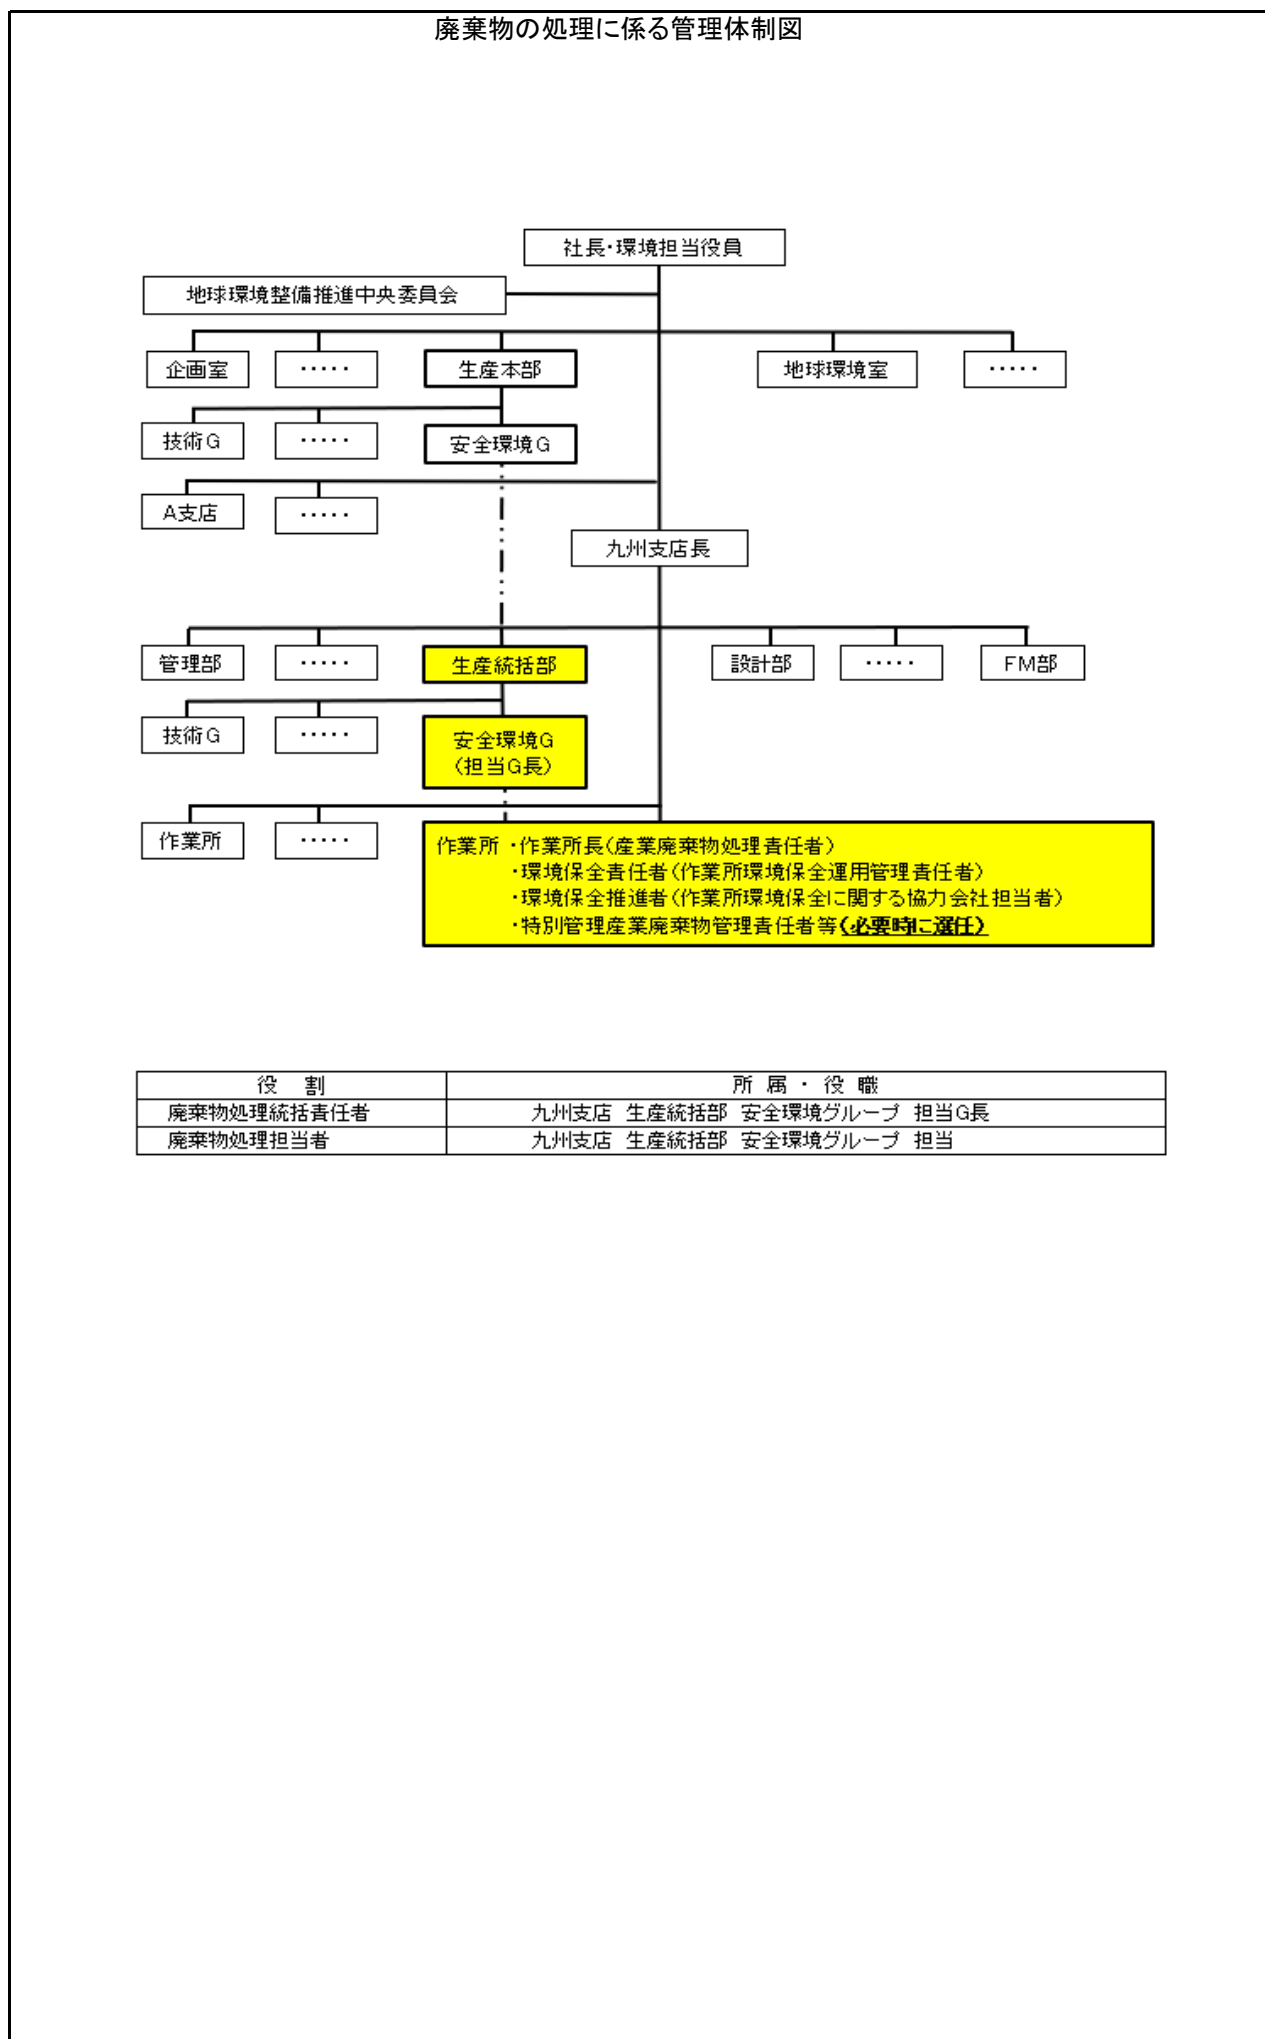 廃棄物の処理に係る管理体制図
社長・環境担当役員
地球環境整備推進中央委員会
企画室 ・・・・・ 生産本部 地球環境室 ・・・・・
技術G ・・・・・ 安全環境G
A支店 ・・・・・
九州支店長
管理部 ・・・・・ 生産統括部 設計部 ・・・・・ FM部
技術G ・・・・・ 安全環境G
(担当G長)
作業所 ・・・・・
作業所 ・作業所長(産業廃棄物処理責任者)
・環境保全責任者(作業所環境保全運用管理責任者)
・環境保全推進者(作業所環境保全に関する協力会社担当者)
・特別管理産業廃棄物管理責任者等(必要時に選任)
役 割 所 属 ・ 役 職
廃棄物処理統括責任者 九州支店 生産統括部 安全環境グループ 担当G長
廃棄物処理担当者 九州支店 生産統括部 安全環境グループ 担当